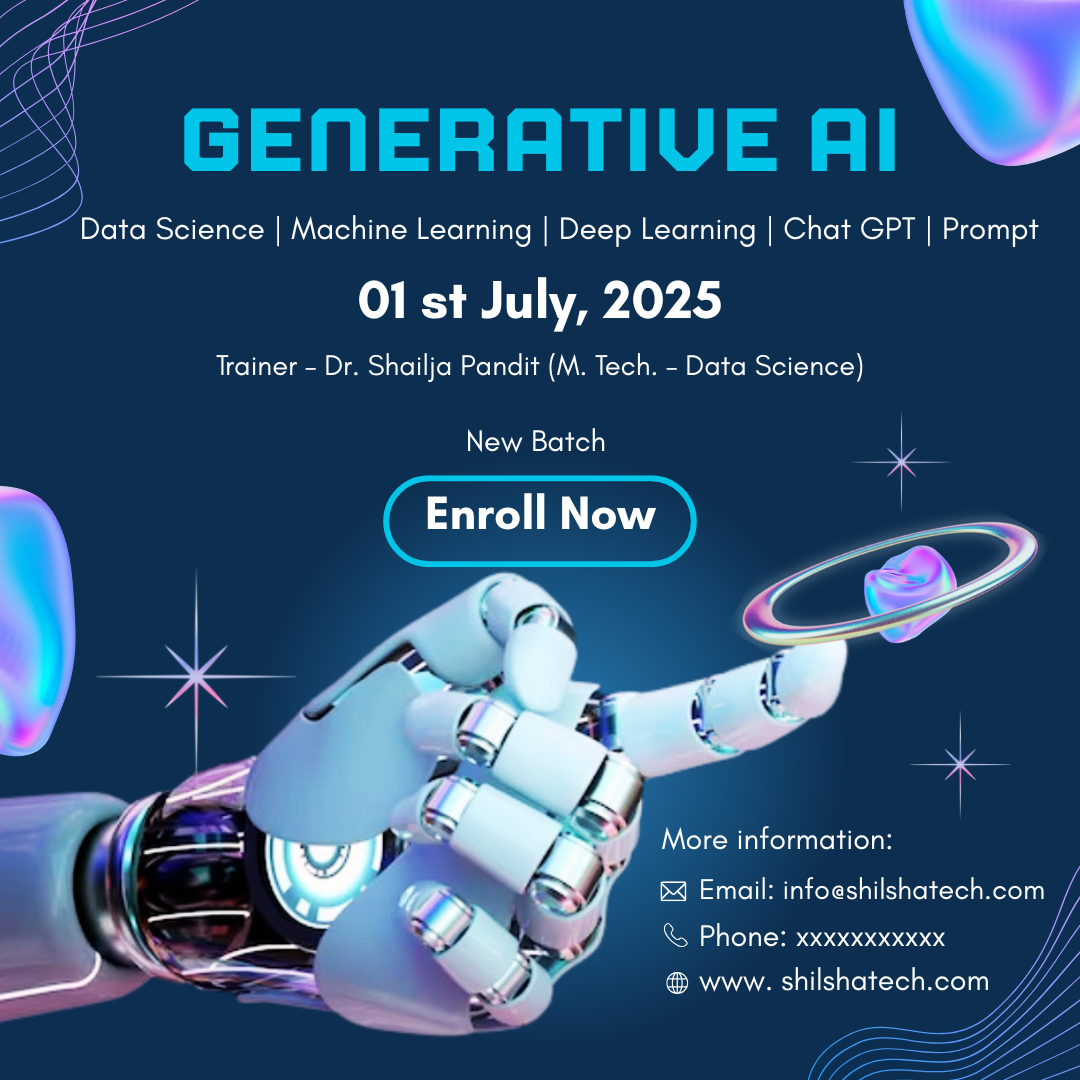 GENERATIVE AI
Data Science | Machine Learning | Deep Learning | Chat GPT | Prompt
01 st July, 2025
Trainer - Dr. Shailja Pandit (M. Tech. - Data Science)
New Batch
Enroll Now
More information:
Email: info@shilshatech.com
Phone: xxxxxxxxxxx
www. shilshatech.com